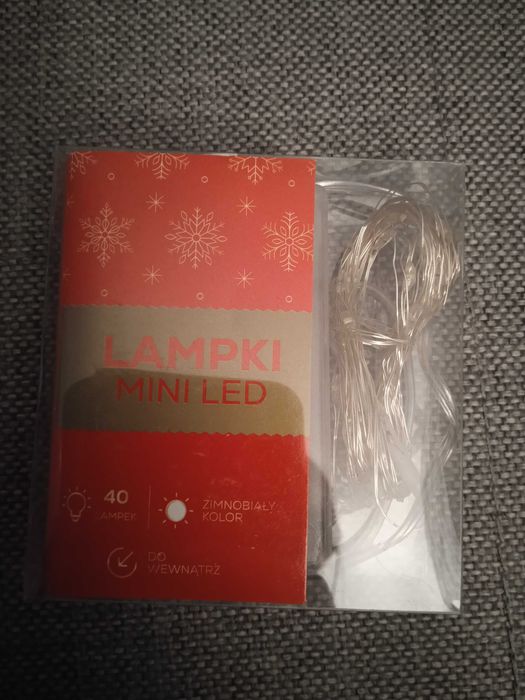 LAMPKI
MINI LED
40
LAMPEK
ZIMNOBIAŁY
KOLOR
DO
WEWNĄTRZ